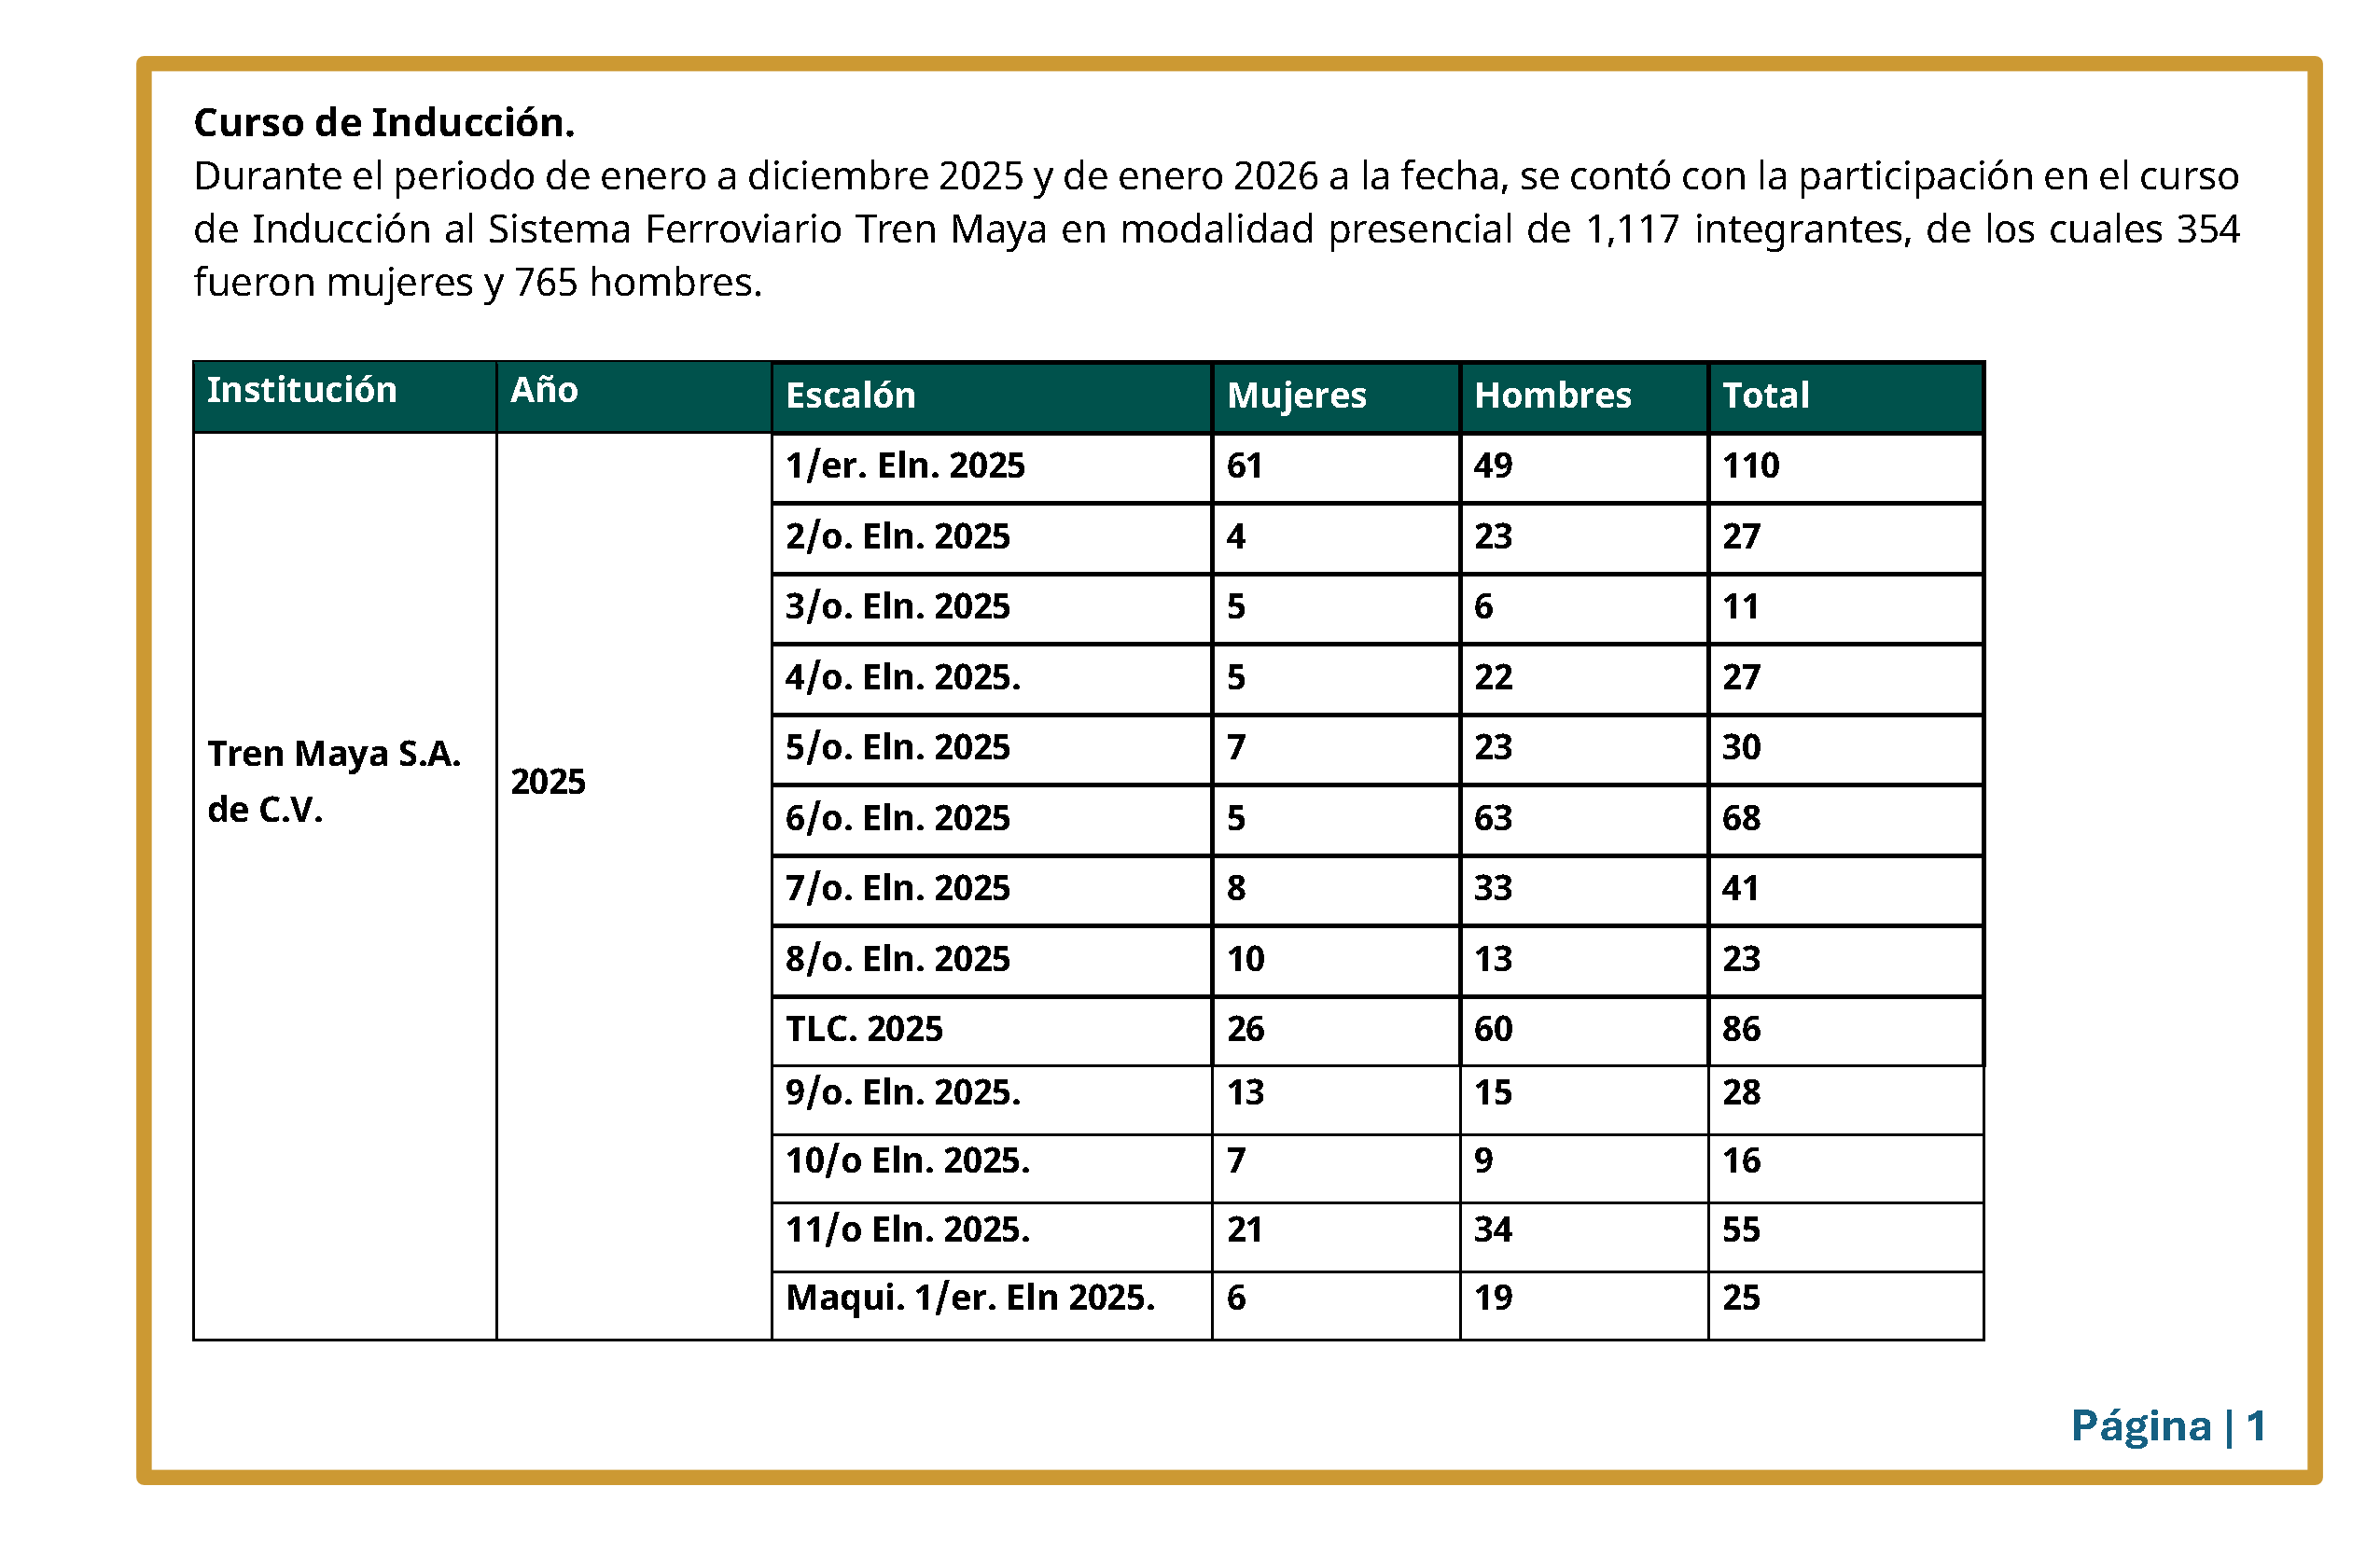 Curso de Inducción.
Durante el periodo de enero a diciembre 2025 y de enero 2026 a la fecha, se contó con la participación en el curso
de Inducción al Sistema Ferroviario Tren Maya en modalidad presencial de 1,117 integrantes, de los cuales 354
fueron mujeres y 765 hombres.
Institución Año Escalón Mujeres Hombres Total
1/er. Eln. 2025 61 49 110
2/o. Eln. 2025 4 23 27
3/o. Eln. 2025 5 6 11
4/o. Eln. 2025. 5 22 27
Tren Maya S.A.
de C.V.
2025
5/o. Eln. 2025 7 23 30
6/o. Eln. 2025 5 63 68
7/o. Eln. 2025 8 33 41
8/o. Eln. 2025 10 13 23
TLC. 2025 26 60 86
9/o. Eln. 2025. 13 15 28
10/o Eln. 2025. 7 9 16
11/o Eln. 2025. 21 34 55
Maqui. 1/er. Eln 2025. 6 19 25
Página | 1